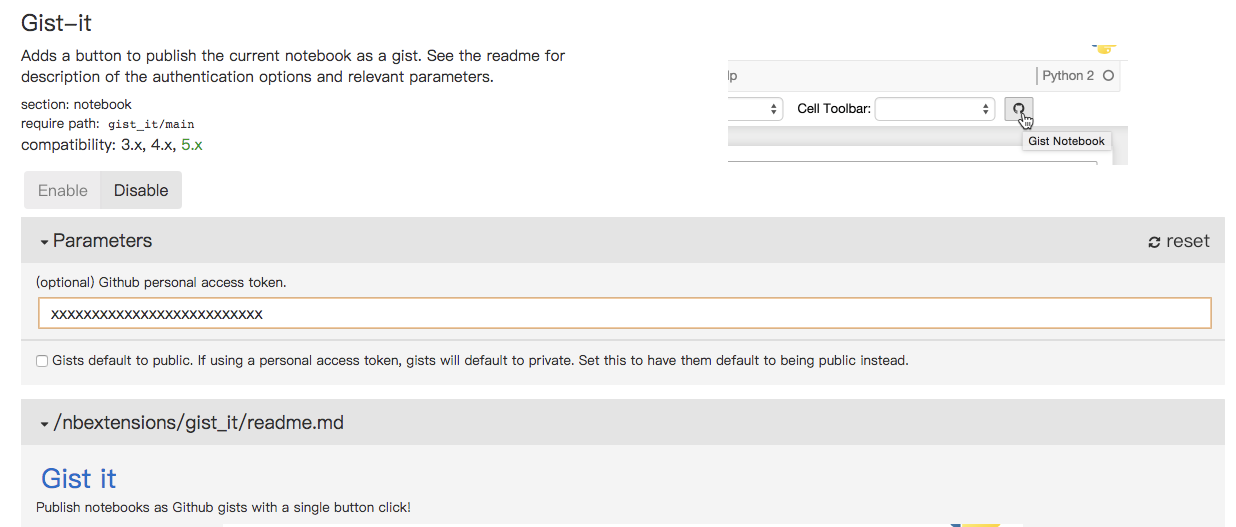 Gist-it
Adds a button to publish the current notebook as a gist. See the readme for
description of the authentication options and relevant parameters.
section: notebook
require path: gist_it/main
compatibility: 3.x, 4.x, 5.x
lp
Python 2
Cell Toolbar:
Gist Notebook
Enable Disable
Parameters
reset
(optional) Github personal access token.
xxxxxxxxxxxxxxxxxxxxxxxxxx
Gists default to public. If using a personal access token, gists will default to private. Set this to have them default to being public instead.
/nbextensions/gist_it/readme.md
Gist it
Publish notebooks as Github gists with a single button click!